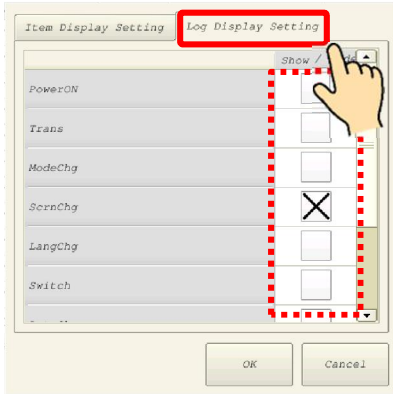 Item Display Setting
Log Display Setting
Show /
PowerON
Trans
ModeChg
ScrnChg
LangChg
Switch
OK
Cancel